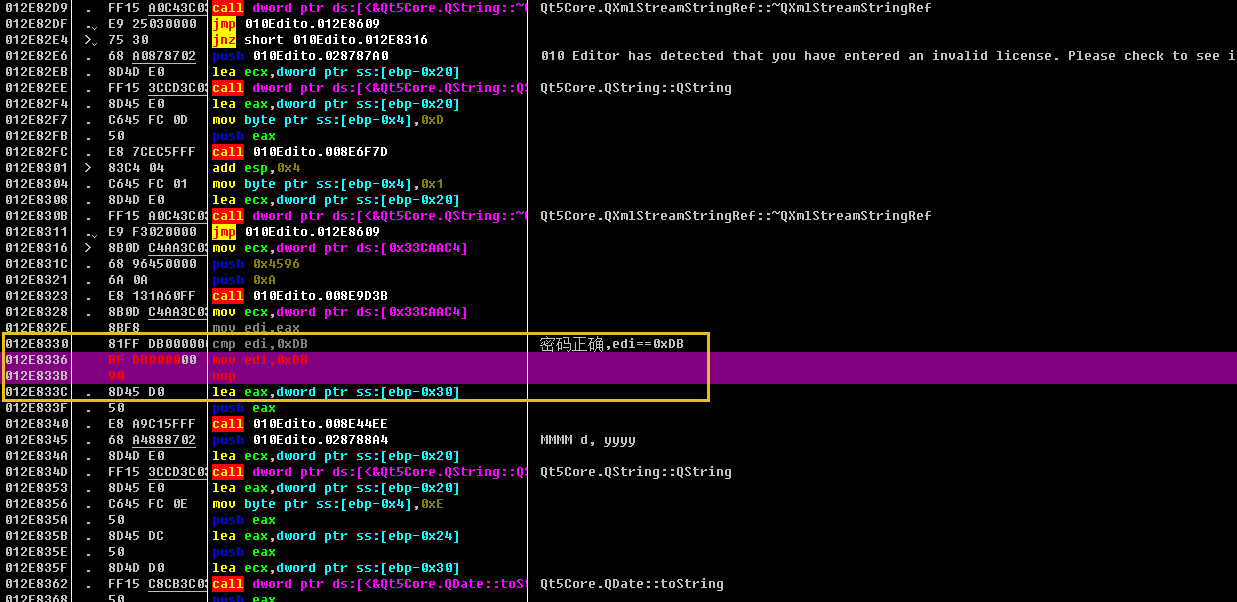 012E82D9 . FF15 A0C43C03 call dword ptr ds:[<&Qt5Core.QString::~Q Qt5Core.QXmlStreamStringRef::~QXmlStreamStringRef
012E82DF . E9 25030000 jmp 010Edito.012E8609
012E82E4 > 75 30 jnz short 010Edito.012E8316
012E82E6 . 68 A0878702 push 010Edito.028787A0 010 Editor has detected that you have entered an invalid license. Please check to see i
012E82EB . 8D4D E0 lea ecx,dword ptr ss:[ebp-0x20]
012E82EE . FF15 3CCD3C03 call dword ptr ds:[<&Qt5Core.QString::QS Qt5Core.QString::QString
012E82F4 . 8D45 E0 lea eax,dword ptr ss:[ebp-0x20]
012E82F7 . C645 FC 0D mov byte ptr ss:[ebp-0x4],0xD
012E82FB . 50 push eax
012E82FC . E8 7CEC5FFF call 010Edito.008E6F7D
012E8301 > 83C4 04 add esp,0x4
012E8304 . C645 FC 01 mov byte ptr ss:[ebp-0x4],0x1
012E8308 . 8D4D E0 lea ecx,dword ptr ss:[ebp-0x20]
012E830B . FF15 A0C43C03 call dword ptr ds:[<&Qt5Core.QString::~Q Qt5Core.QXmlStreamStringRef::~QXmlStreamStringRef
012E8311 . E9 F3020000 jmp 010Edito.012E8609
012E8316 > 8B0D C4AA3C03 mov ecx,dword ptr ds:[0x33CAAC4]
012E831C . 68 96450000 push 0x4596
012E8321 . 6A 0A push 0xA
012E8323 . E8 131A60FF call 010Edito.008E9D3B
012E8328 . 8B0D C4AA3C03 mov ecx,dword ptr ds:[0x33CAAC4]
012E832E . 8BF8 mov edi,eax
012E8330 . 81FF DB000000 cmp edi,0xDB 密码正确,edi==0xDB
012E8336 BF DB000000 mov edi,0xDB
012E833B 90 nop
012E833C . 8D45 D0 lea eax,dword ptr ss:[ebp-0x30]
012E833F . 50 push eax
012E8340 . E8 A9C15FFF call 010Edito.008E44EE
012E8345 . 68 A4888702 push 010Edito.028788A4 MMMM d, yyyy
012E834A . 8D4D E0 lea ecx,dword ptr ss:[ebp-0x20]
012E834D . FF15 3CCD3C03 call dword ptr ds:[<&Qt5Core.QString::QS Qt5Core.QString::QString
012E8353 . 8D45 E0 lea eax,dword ptr ss:[ebp-0x20]
012E8356 . C645 FC 0E mov byte ptr ss:[ebp-0x4],0xE
012E835A . 50 push eax
012E835B . 8D45 DC lea eax,dword ptr ss:[ebp-0x24]
012E835E . 50 push eax
012E835F . 8D4D D0 lea ecx,dword ptr ss:[ebp-0x30]
012E8362 . FF15 C8CB3C03 call dword ptr ds:[<&Qt5Core.QDate::toSt Qt5Core.QDate::toString
012E8368 . 50 push eax